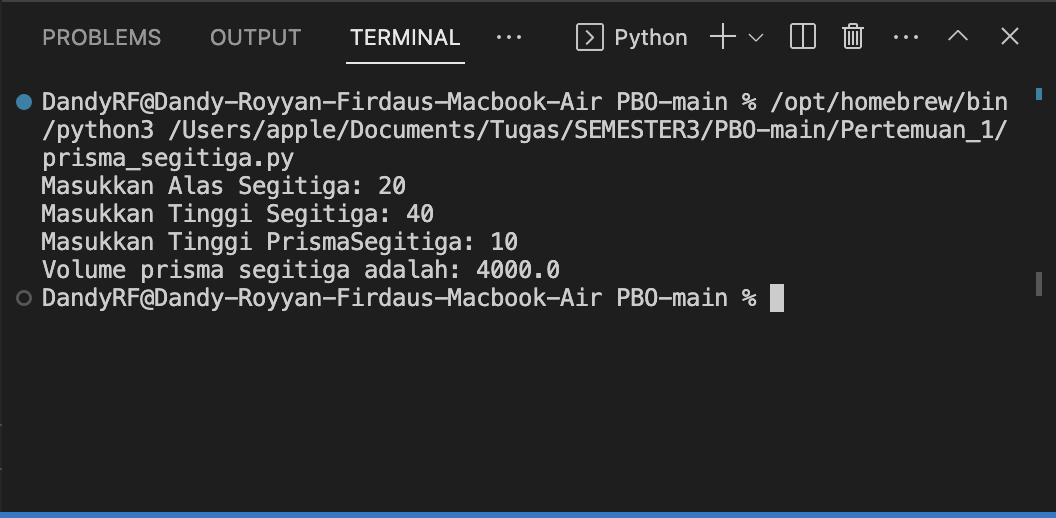 PROBLEMS OUTPUT TERMINAL ··· Python ···
DandyRF@Dandy-Royyan-Firdaus-Macbook-Air PBO-main % /opt/homebrew/bin
/python3 /Users/apple/Documents/Tugas/SEMESTER3/PBO-main/Pertemuan_1/
prisma_segitiga.py
Masukkan Alas Segitiga: 20
Masukkan Tinggi Segitiga: 40
Masukkan Tinggi PrismaSegitiga: 10
Volume prisma segitiga adalah: 4000.0
DandyRF@Dandy-Royyan-Firdaus-Macbook-Air PBO-main %